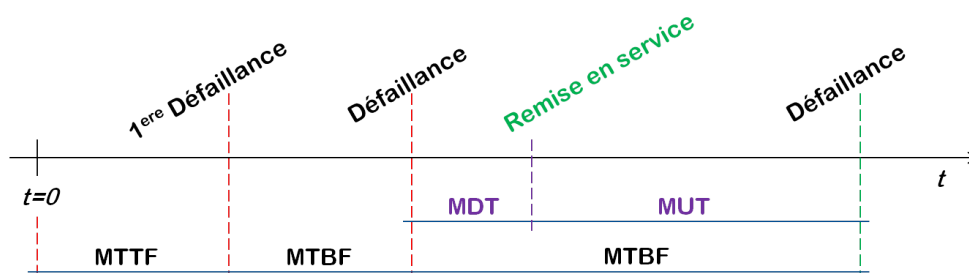 1ere Défaillance
Défaillance
Remise en service
Défaillance
t=0
t
MDT
MUT
MTTF
MTBF
MTBF